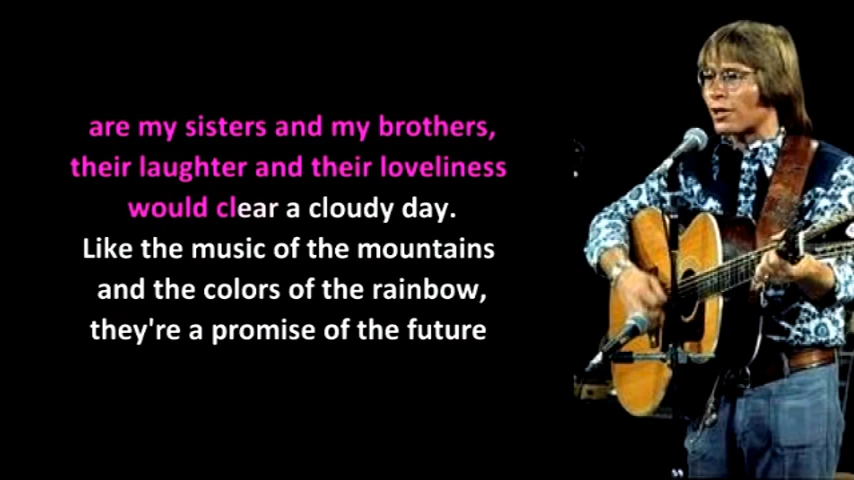 are my sisters and my brothers,
their laughter and their loveliness
would clear a cloudy day.
Like the music of the mountains
and the colors of the rainbow,
they're a promise of the future